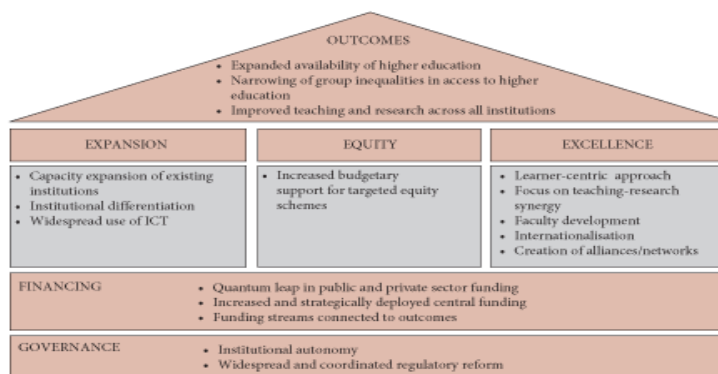 OUTCOMES
• Expanded availability of higher education
• Narrowing of group inequalities in access to higher
education
• Improved teaching and research across all institutions
EXPANSION
• Capacity expansion of existing
institutions
• Institutional differentiation
• Widespread use of ICT
EQUITY
• Increased budgetary
support for targeted equity
schemes
EXCELLENCE
• Learner-centric approach
• Focus on teaching-research
synergy
• Faculty development
• Internationalisation
• Creation of alliances/networks
FINANCING
• Quantum leap in public and private sector funding
• Increased and strategically deployed central funding
• Funding streams connected to outcomes
GOVERNANCE
• Institutional autonomy
• Widespread and coordinated regulatory reform